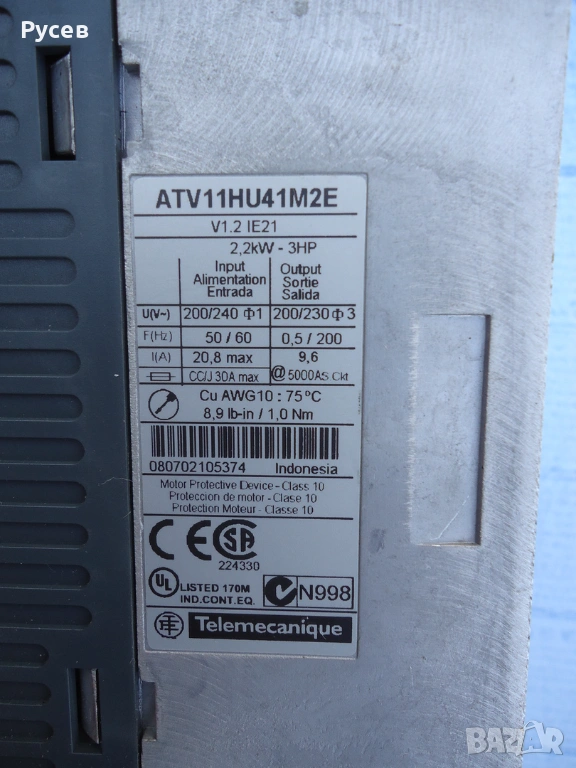 Русев
ATV11HU41M2E
V1.2 IE21
2,2kW - 3HP
Input Output
Alimentation Sortie
Entrada Salida
U(V~) 200/240 Φ1 200/230 Φ3
F(Hz) 50 / 60 0,5 / 200
I(A) 20,8 max 9,6
CC/J 30A max @ 5000AS Ckt
Cu AWG10 : 75°C
8,9 lb-in / 1,0 Nm
080702105374 Indonesia
Motor Protective Device - Class 10
Proteccion de motor - Clase 10
Protection Moteur - Classe 10
CE SA
224330
UL LISTED 170M
IND.CONT.EQ.
N998
Telemecanique
BAZAR